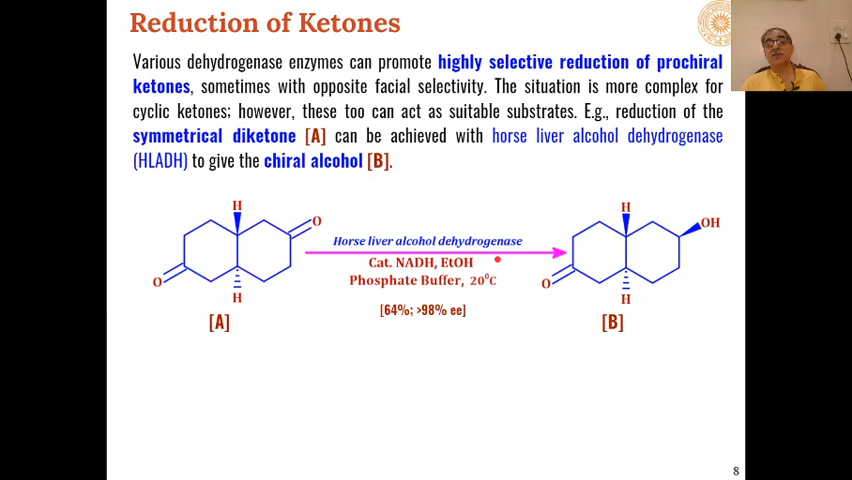 Reduction of Ketones
Various dehydrogenase enzymes can promote highly selective reduction of prochiral
ketones, sometimes with opposite facial selectivity. The situation is more complex for
cyclic ketones; however, these too can act as suitable substrates. E.g., reduction of the
symmetrical diketone [A] can be achieved with horse liver alcohol dehydrogenase
(HLADH) to give the chiral alcohol [B].
H
O
O
H
[A]
Horse liver alcohol dehydrogenase
Cat. NADH, EtOH
Phosphate Buffer, 20⁰C
[64%; >98% ee]
H
OH
O
H
[B]
8